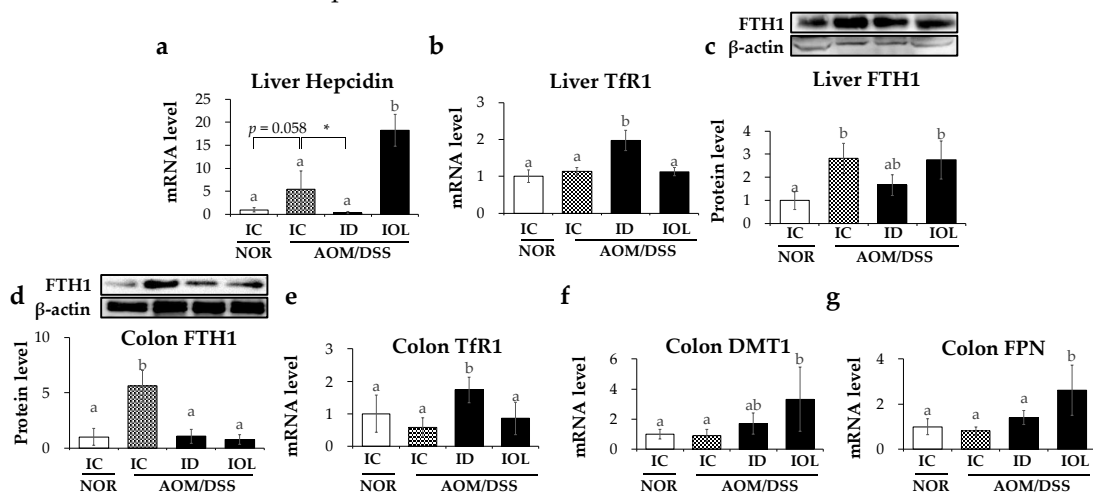 a
Liver Hepcidin
mRNA level
25
20
15
10
5
0
p = 0.058
*
a
a
a
b
IC
IC
ID
IOL
NOR
AOM/DSS
b
Liver TfR1
mRNA level
3
2
1
0
a
a
b
a
IC
IC
ID
IOL
NOR
AOM/DSS
c
FTH1
β-actin
Liver FTH1
Protein level
4
3
2
1
0
a
b
ab
b
IC
IC
ID
IOL
NOR
AOM/DSS
d
FTH1
β-actin
Colon FTH1
Protein level
10
5
0
a
b
a
a
IC
IC
ID
IOL
NOR
AOM/DSS
e
Colon TfR1
mRNA level
3
2
1
0
a
a
b
a
IC
IC
ID
IOL
NOR
AOM/DSS
f
Colon DMT1
mRNA level
6
4
2
0
a
a
ab
b
IC
IC
ID
IOL
NOR
AOM/DSS
g
Colon FPN
mRNA level
4
2
0
a
a
a
b
IC
IC
ID
IOL
NOR
AOM/DSS